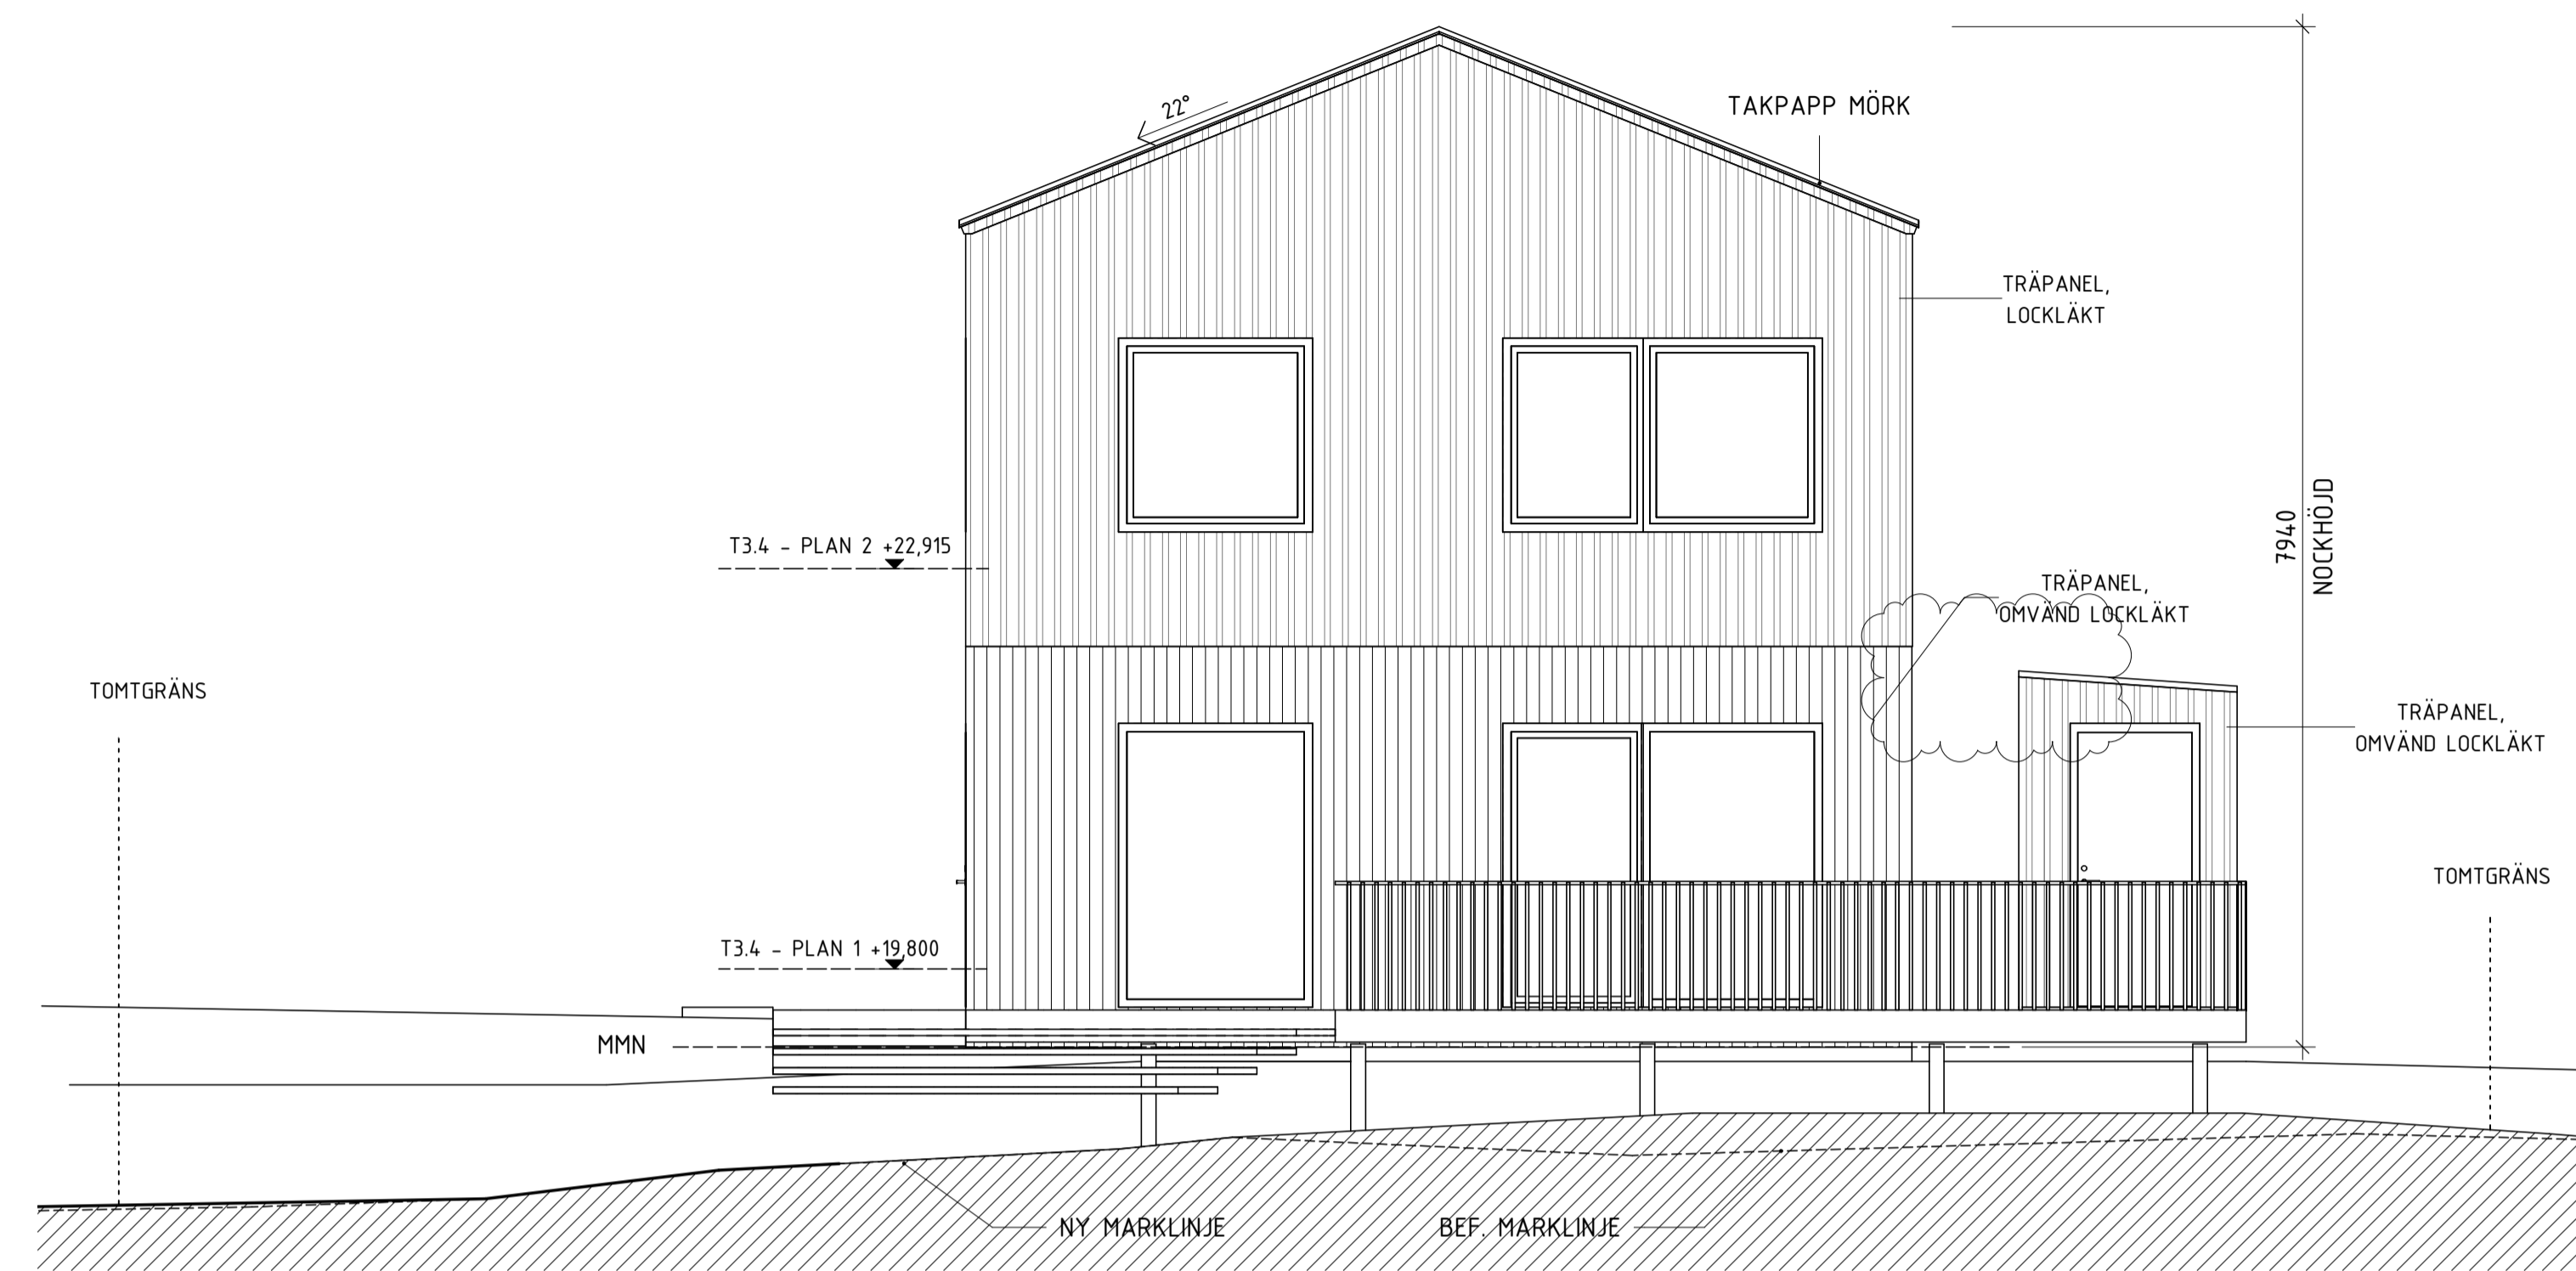 22°
TAKPAPP MÖRK
TRÄPANEL,
LOCKLÄKT
7940
NOCKHÖJD
T3.4 - PLAN 2 +22,915
TRÄPANEL,
OMVÄND LOCKLÄKT
TOMTGRÄNS
TRÄPANEL,
OMVÄND LOCKLÄKT
TOMTGRÄNS
T3.4 - PLAN 1 +19,800
MMN
NY MARKLINJE
BEF. MARKLINJE